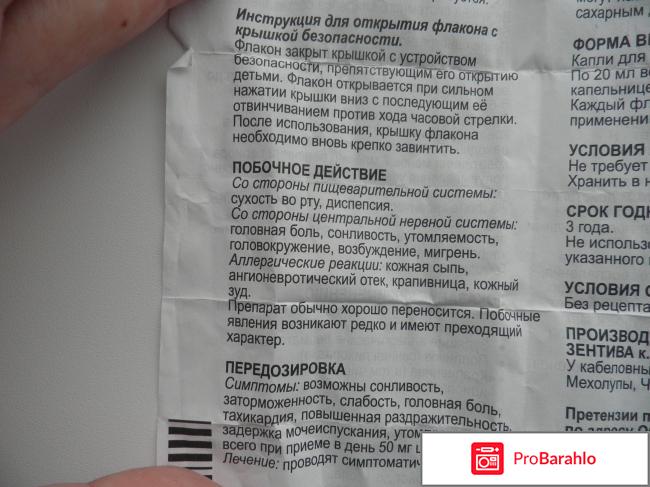 Инструкция для открытия флакона с
крышкой безопасности.
Флакон закрыт крышкой с устройством
безопасности, препятствующим его открытию
детьми. Флакон открывается при сильном
нажатии крышки вниз с последующим её
отвинчиванием против хода часовой стрелки.
После использования, крышку флакона
необходимо вновь крепко завинтить.
ПОБОЧНОЕ ДЕЙСТВИЕ
Со стороны пищеварительной системы:
сухость во рту, диспепсия.
Со стороны центральной нервной системы:
головная боль, сонливость, утомляемость,
головокружение, возбуждение, мигрень.
Аллергические реакции: кожная сыпь,
ангионевротический отек, крапивница, кожный
зуд.
Препарат обычно хорошо переносится. Побочные
явления возникают редко и имеют преходящий
характер.
ПЕРЕДОЗИРОВКА
Симптомы: возможны сонливость,
заторможенность, слабость, головная боль,
тахикардия, повышенная раздражительность,
задержка мочеиспускания,
всего при приеме в день 50 мг
Лечение: проводят
сахарным
ФОРМА
Капли для
По 20 мл
капельнице
Каждый
применени
УСЛОВИЯ
Не требует
Хранить в
СРОК
3 года.
Не
указанного
УСЛОВИЯ
Без рецепта
ПРОИЗВОД
ЗЕНТИВА к.
У кабеловны
Мехолупы, Ч
Претензии
по адресу
ProBarahlo